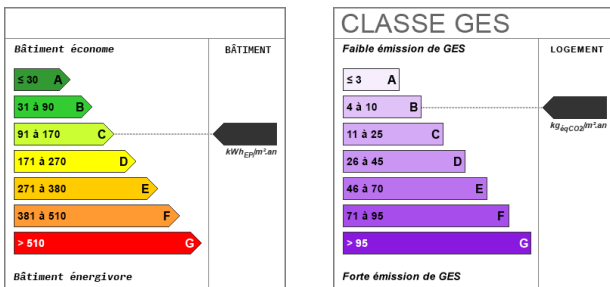 Bâtiment économe
BÂTIMENT
≤ 30 A
31 à 90 B
91 à 170 C
kWhEP/m².an
171 à 270 D
271 à 380 E
381 à 510 F
> 510 G
Bâtiment énergivore
CLASSE GES
Faible émission de GES
LOGEMENT
≤ 3 A
4 à 10 B
11 à 25 C
kgéqCO2/m².an
26 à 45 D
46 à 70 E
71 à 95 F
> 95 G
Forte émission de GES